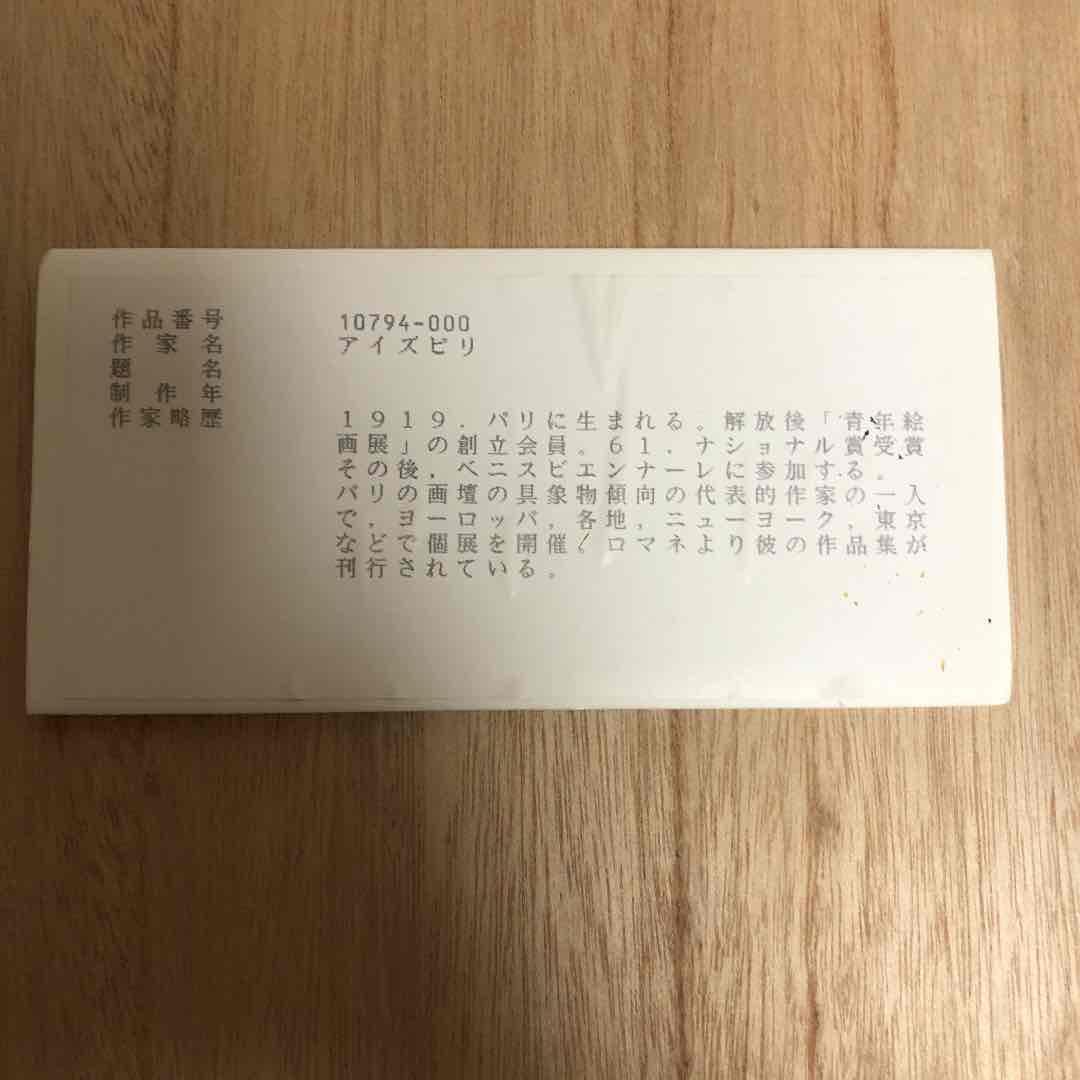 作品番号 10794-000
作家名 アイズピリ
題名
制作年
作家略歴 1919.パリに生まれる。解放後「青年絵
画展」の創立会員。61.ナショナル賞受賞
その後,ベニスビエンナーレに参加する。
パリの画壇の具象物傾向の代表的作家の一人
で,ヨーロッパ,各地,ニューヨーク,東京
などで個展を開催。ロマネより彼の作品集が
刊行されている。